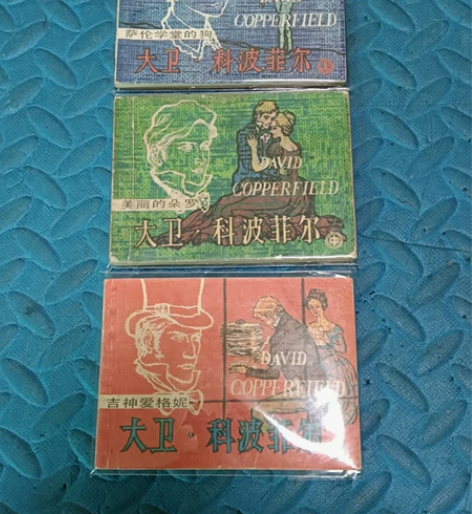 COPPERFIELD
萨伦学堂的狗
大卫·科波菲尔上
DAVID
COPPERFIELD
美丽的朵罗
大卫·科波菲尔中
DAVID
COPPERFIELD
吉神爱格妮
大卫·科波菲